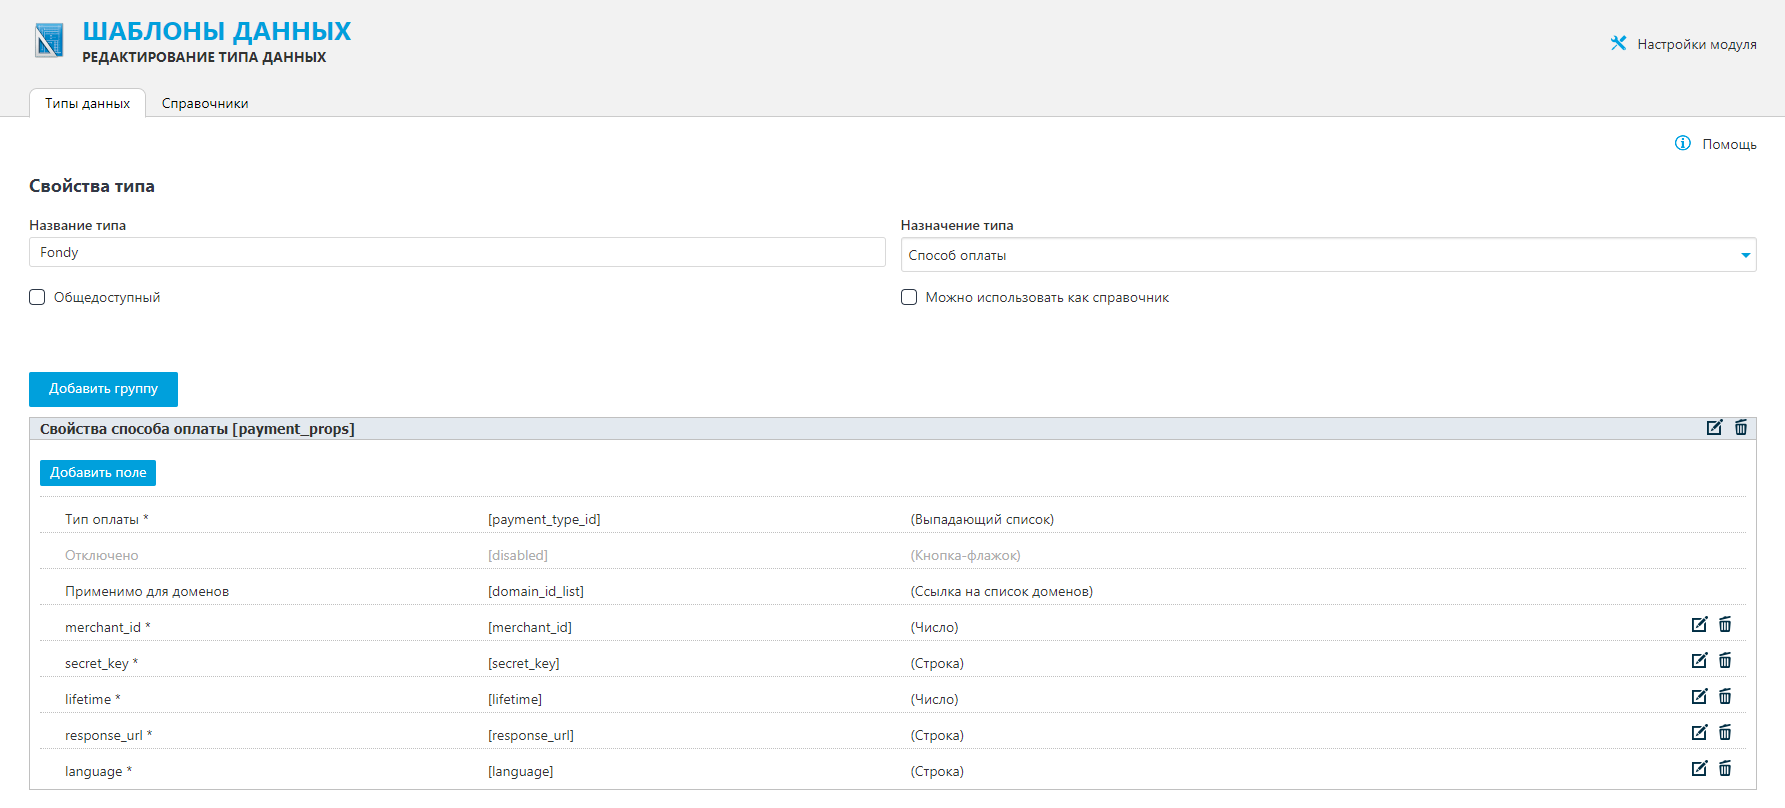 ШАБЛОНЫ ДАННЫХ
РЕДАКТИРОВАНИЕ ТИПА ДАННЫХ
Настройки модуля
Типы данных Справочники
Помощь
Свойства типа
Название типа Назначение типа
Fondy Способ оплаты
Общедоступный Можно использовать как справочник
Добавить группу
Свойства способа оплаты [payment_props]
Добавить поле
Тип оплаты * [payment_type_id] (Выпадающий список)
Отключено [disabled] (Кнопка-флажок)
Применимо для доменов [domain_id_list] (Ссылка на список доменов)
merchant_id * [merchant_id] (Число)
secret_key * [secret_key] (Строка)
lifetime * [lifetime] (Число)
response_url * [response_url] (Строка)
language * [language] (Строка)